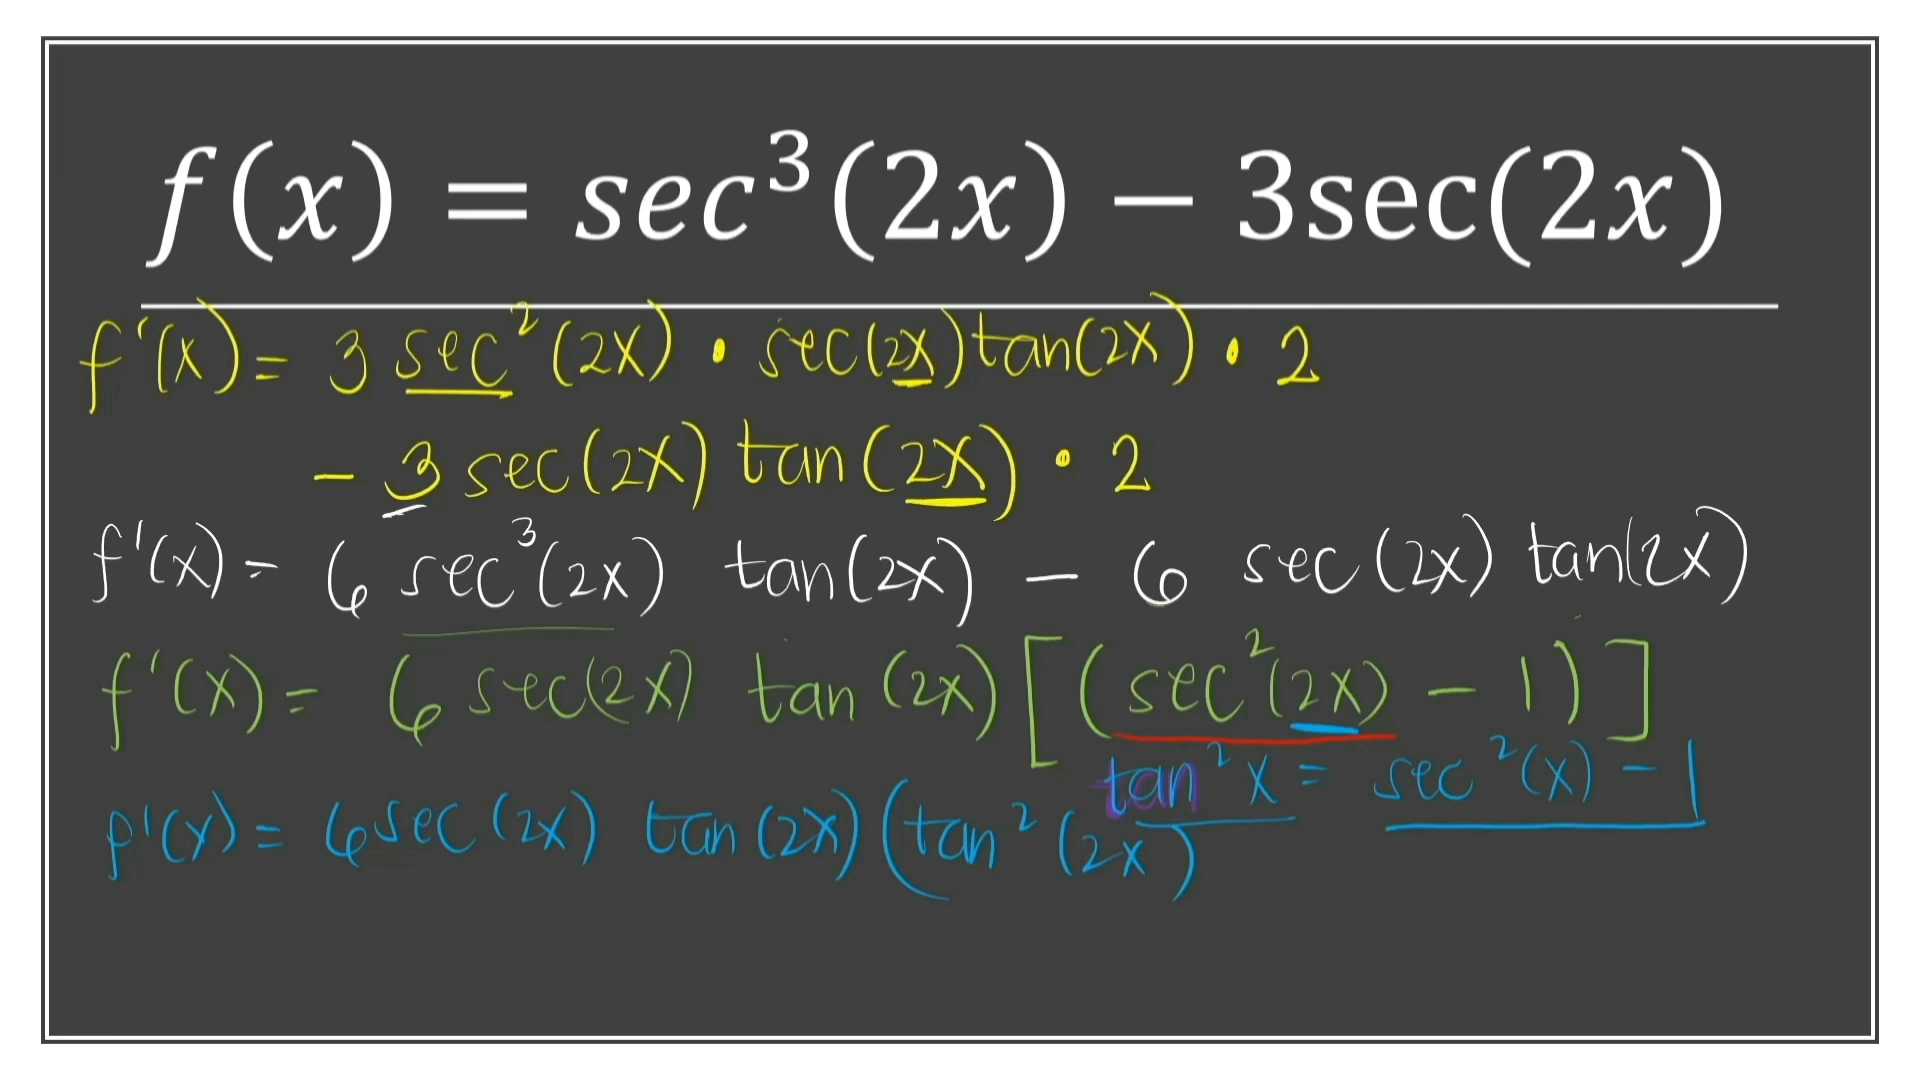 f(x) = sec³(2x) − 3sec(2x)
f'(x) = 3 sec²(2x) • sec(2x)tan(2x) • 2
− 3 sec(2x) tan(2x) • 2
f'(x) = 6 sec³(2x) tan(2x) − 6 sec(2x) tan(2x)
f'(x) = 6 sec(2x) tan(2x) [(sec²(2x) − 1)]
tan²x = sec²(x) − 1
f'(x) = 6sec(2x) tan(2x)(tan²(2x)